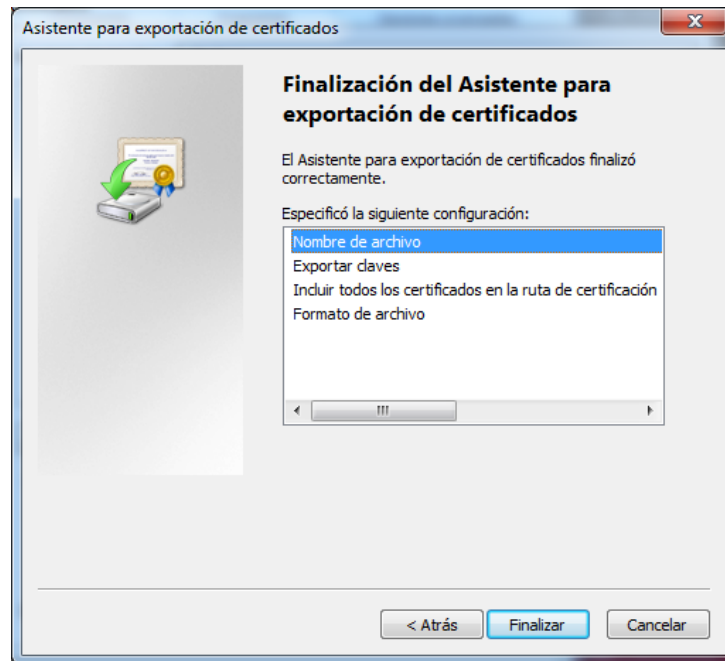 Asistente para exportación de certificados
Finalización del Asistente para
exportación de certificados
El Asistente para exportación de certificados finalizó
correctamente.
Especificó la siguiente configuración:
Nombre de archivo
Exportar claves
Incluir todos los certificados en la ruta de certificación
Formato de archivo
< Atrás
Finalizar
Cancelar